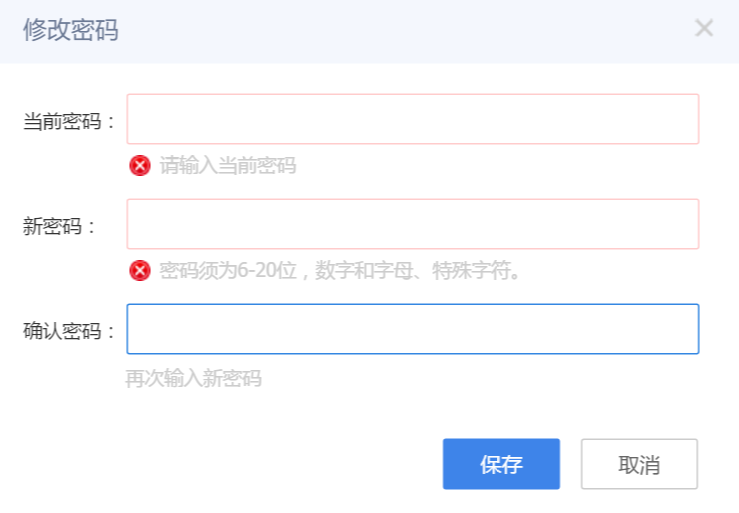 修改密码
当前密码：
请输入当前密码
新密码：
密码须为6-20位，数字和字母、特殊字符。
确认密码：
再次输入新密码
保存 取消